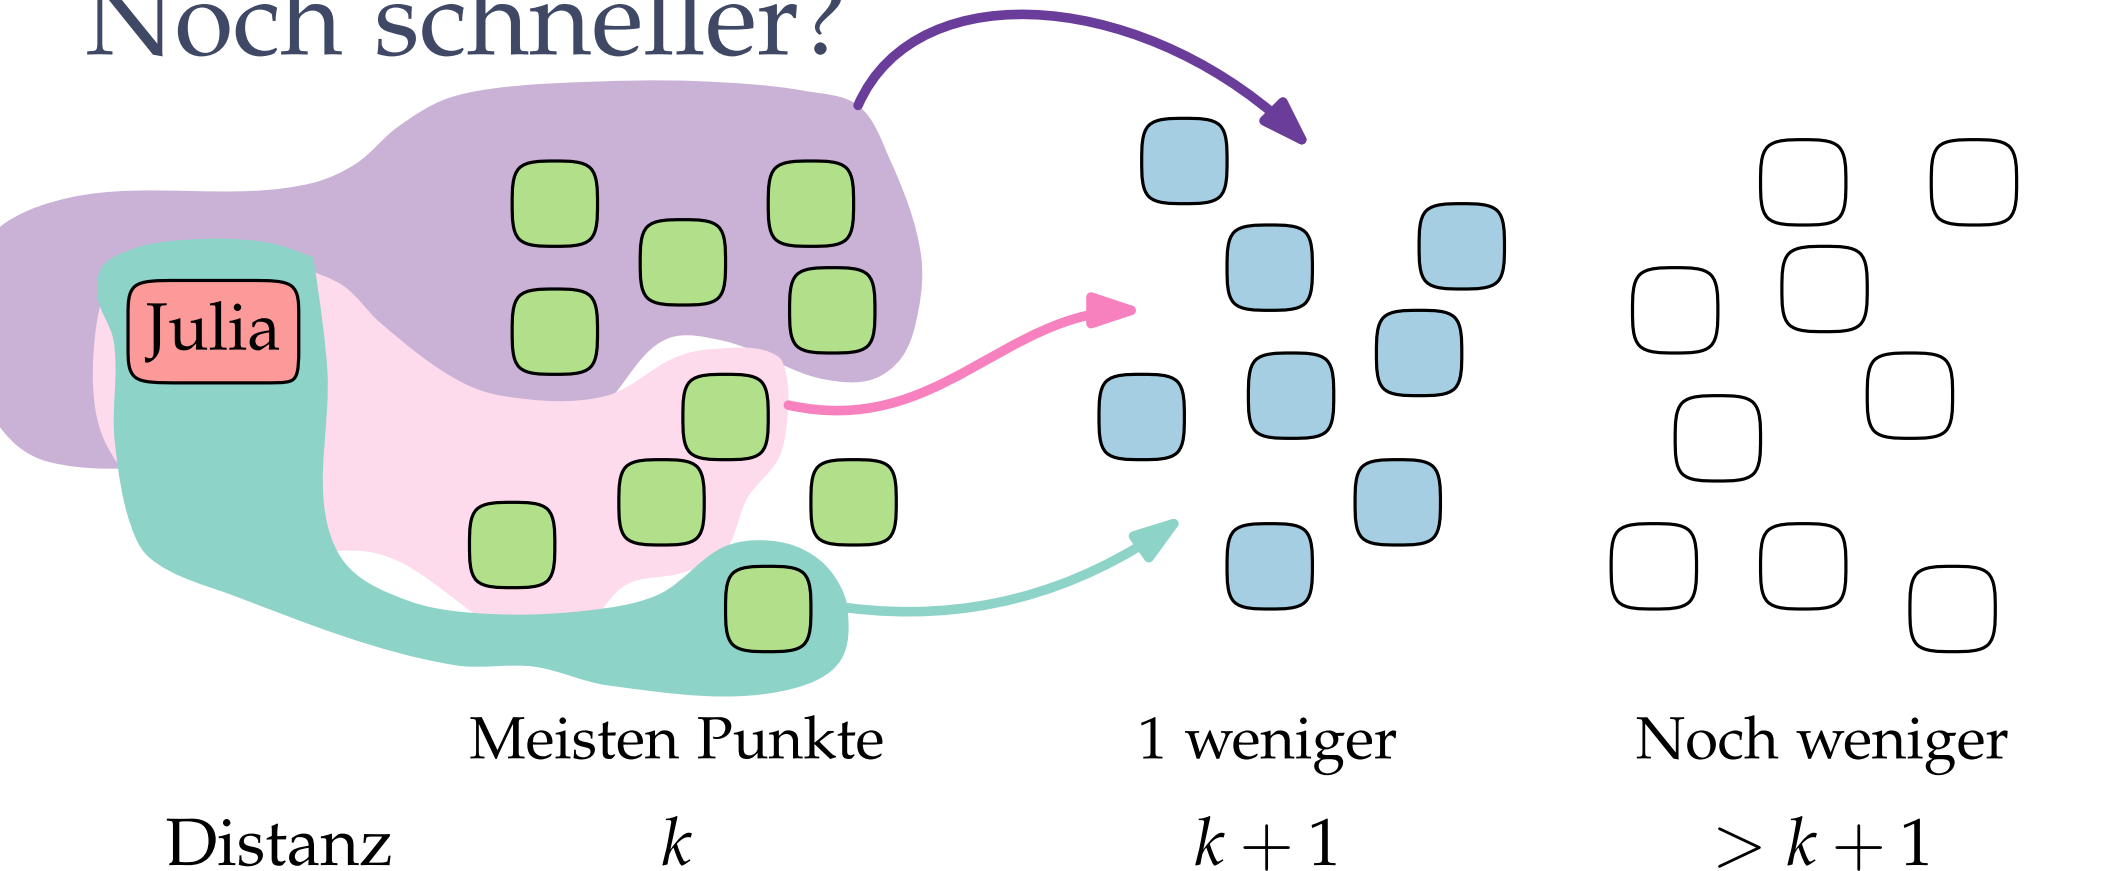 Noch schneller?
Julia
Meisten Punkte 1 weniger Noch weniger
Distanz k k + 1 > k + 1